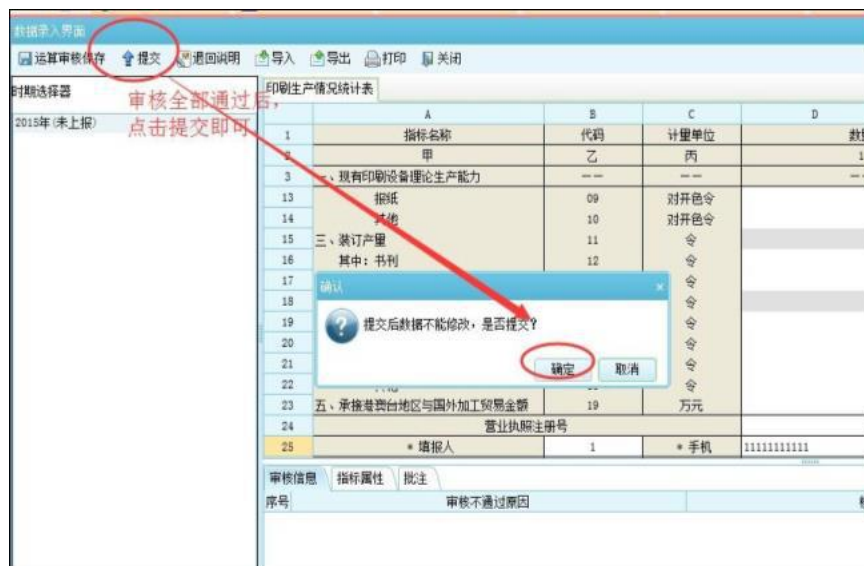 数据录入界面
运算审核保存 提交 退回说明 导入 导出 打印 关闭
时期选择器
2015年(未上报)
审核全部通过后,
点击提交即可
印刷生产情况统计表
A B C D
1 指标名称 代码 计量单位
2 甲 乙 丙 1
3 一、现有印刷设备理论生产能力 —— ——
13 报纸 09 对开色令
14 其他 10 对开色令
15 三、装订产量 11 令
16 其中：书刊 12 令
17 令
18 令
19 令
20 令
21 令
22 令
确认
提交后数据不能修改，是否提交?
确定 取消
23 五、承接港澳台地区与国外加工贸易金额 19 万元
24 营业执照注册号
25 * 填报人 1 * 手机 11111111111
审核信息 指标属性 批注
序号 审核不通过原因